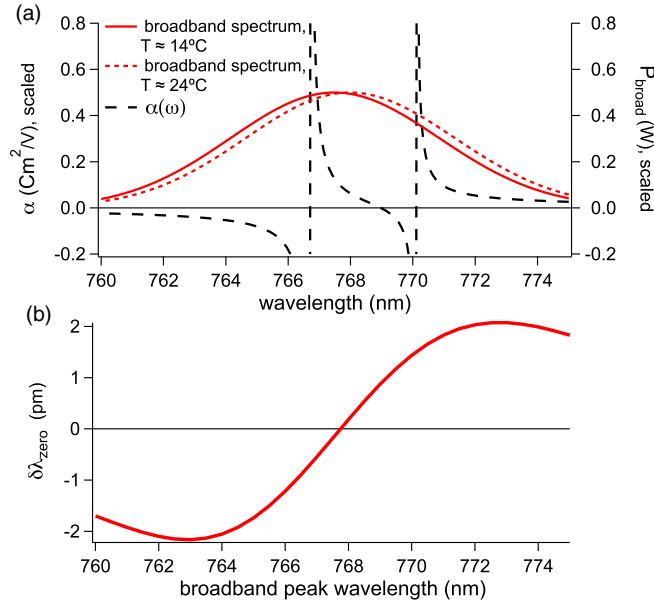 (a)
0.8
0.6
0.4
0.2
0.0
-0.2
α (Cm²/V), scaled
broadband spectrum,
T ≈ 14ºC
broadband spectrum,
T ≈ 24ºC
α(ω)
0.8
0.6
0.4
0.2
0.0
-0.2
P_broad (W), scaled
760 762 764 766 768 770 772 774
wavelength (nm)
(b)
2
1
0
-1
-2
δλ_zero (pm)
760 762 764 766 768 770 772 774
broadband peak wavelength (nm)